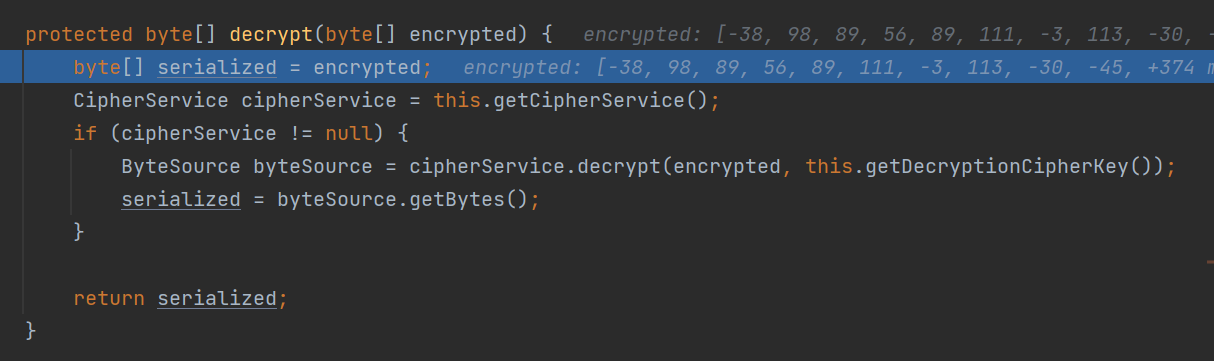 protected byte[] decrypt(byte[] encrypted) {   encrypted: [-38, 98, 89, 56, 89, 111, -3, 113, -30, -
    byte[] serialized = encrypted;   encrypted: [-38, 98, 89, 56, 89, 111, -3, 113, -30, -45, +374 m
    CipherService cipherService = this.getCipherService();
    if (cipherService != null) {
        ByteSource byteSource = cipherService.decrypt(encrypted, this.getDecryptionCipherKey());
        serialized = byteSource.getBytes();
    }
    return serialized;
}